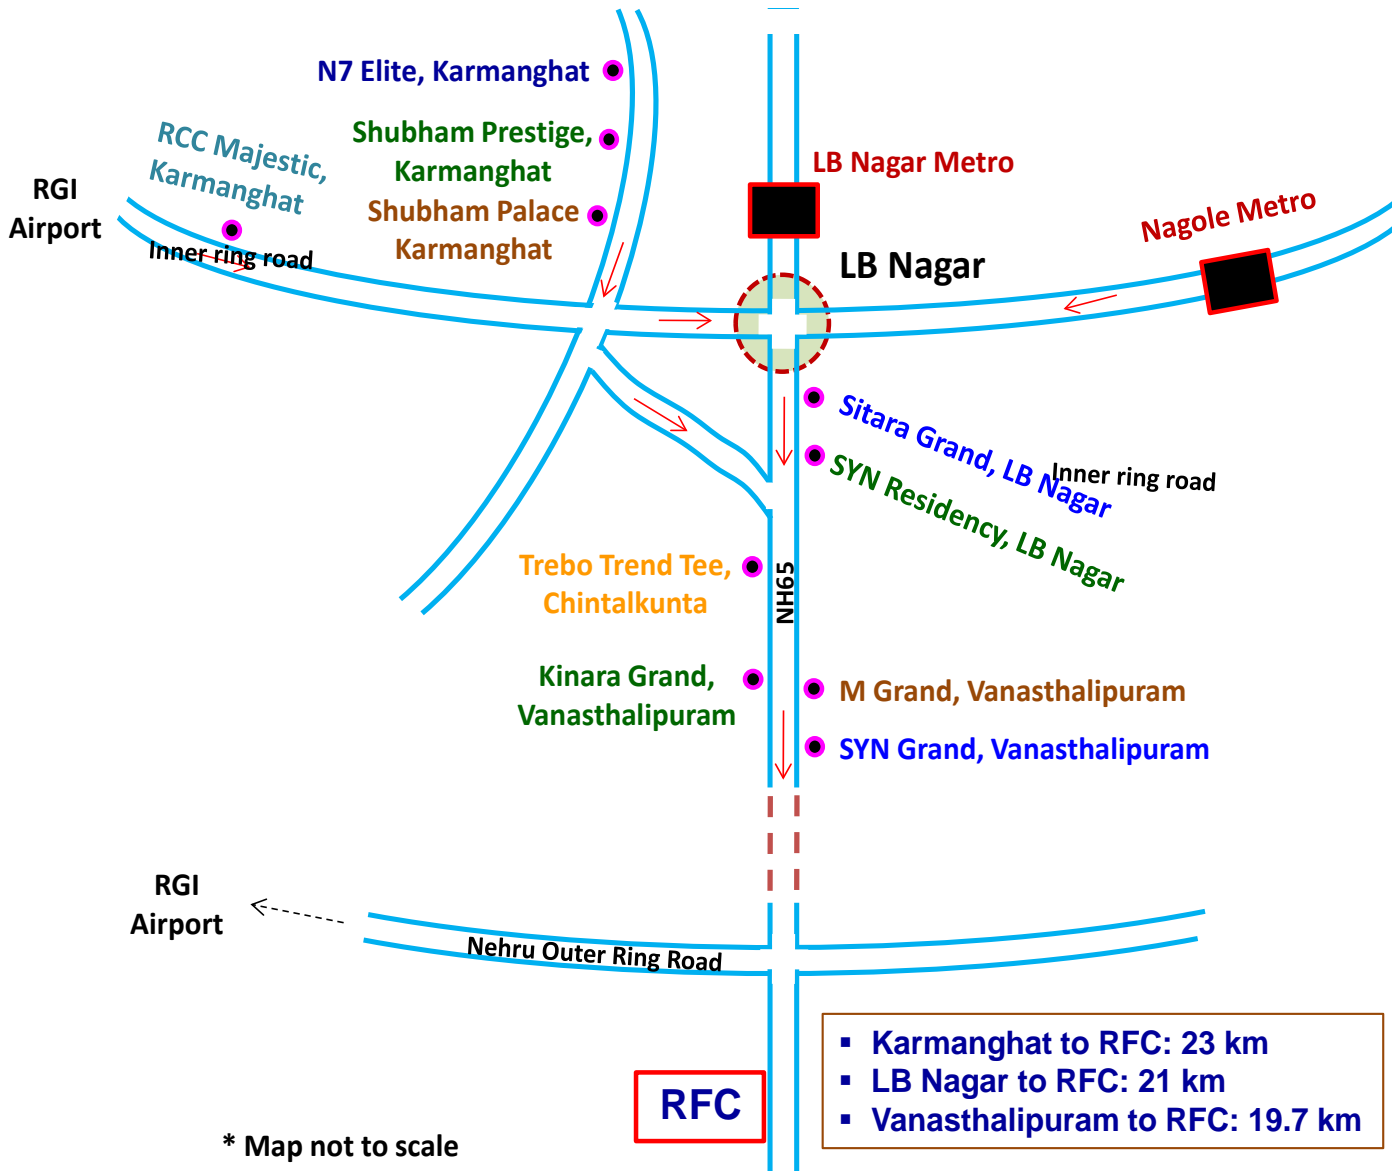 N7 Elite, Karmanghat
Shubham Prestige,
Karmanghat
RCC Majestic,
Karmanghat
LB Nagar Metro
RGI
Airport
Shubham Palace
Karmanghat
Nagole Metro
Inner ring road
LB Nagar
Sitara Grand, LB Nagar
Inner ring road
SYN Residency, LB Nagar
Trebo Trend Tee,
Chintalkunta
NH65
Kinara Grand,
Vanasthalipuram
M Grand, Vanasthalipuram
SYN Grand, Vanasthalipuram
RGI
Airport
Nehru Outer Ring Road
▪ Karmanghat to RFC: 23 km
▪ LB Nagar to RFC: 21 km
▪ Vanasthalipuram to RFC: 19.7 km
RFC
* Map not to scale